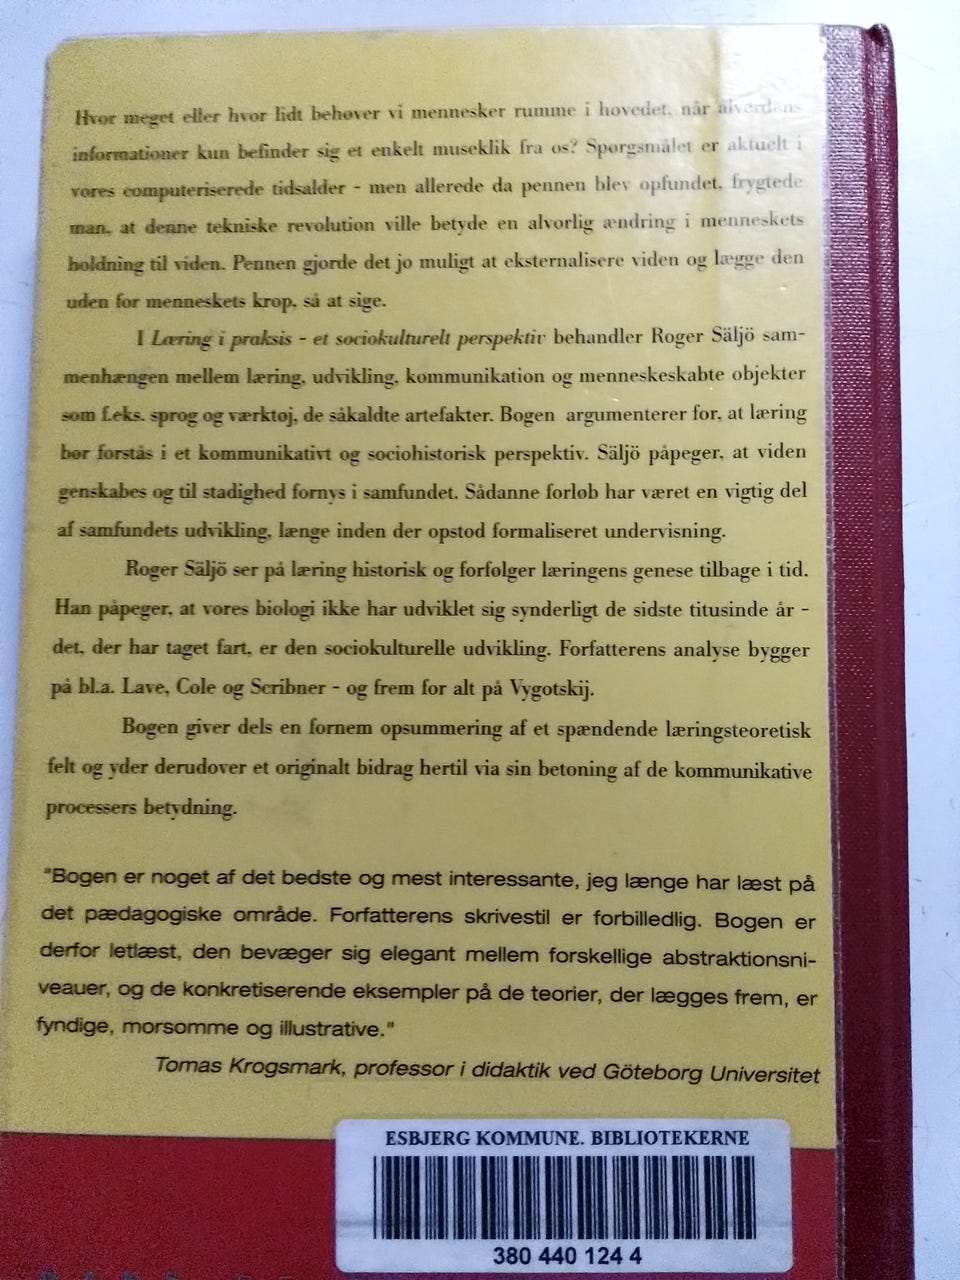 Hvor meget eller hvor lidt behøver vi mennesker rumme i hovedet, når alverdens
informationer kun befinder sig et enkelt museklik fra os? Spørgsmålet er aktuelt i
vores computeriserede tidsalder - men allerede da pennen blev opfundet, frygtede
man, at denne tekniske revolution ville betyde en alvorlig ændring i menneskets
holdning til viden. Pennen gjorde det jo muligt at eksternalisere viden og lægge den
uden for menneskets krop, så at sige.
I Læring i praksis - et sociokulturelt perspektiv behandler Roger Säljö sam-
menhængen mellem læring, udvikling, kommunikation og menneskeskabte objekter
som f.eks. sprog og værktøj, de såkaldte artefakter. Bogen argumenterer for, at læring
bør forstås i et kommunikativt og sociohistorisk perspektiv. Säljö påpeger, at viden
genskabes og til stadighed fornys i samfundet. Sådanne forløb har været en vigtig del
af samfundets udvikling, længe inden der opstod formaliseret undervisning.
Roger Säljö ser på læring historisk og forfølger læringens genese tilbage i tid.
Han påpeger, at vores biologi ikke har udviklet sig synderligt de sidste titusinde år -
det, der har taget fart, er den sociokulturelle udvikling. Forfatterens analyse bygger
på bl.a. Lave, Cole og Scribner - og frem for alt på Vygotskij.
Bogen giver dels en fornem opsummering af et spændende læringsteoretisk
felt og yder derudover et originalt bidrag hertil via sin betoning af de kommunikative
processers betydning.
"Bogen er noget af det bedste og mest interessante, jeg længe har læst på
det pædagogiske område. Forfatterens skrivestil er forbilledlig. Bogen er
derfor letlæst, den bevæger sig elegant mellem forskellige abstraktionsni-
veauer, og de konkretiserende eksempler på de teorier, der lægges frem, er
fyndige, morsomme og illustrative."
Tomas Krogsmark, professor i didaktik ved Göteborg Universitet
ESBJERG KOMMUNE. BIBLIOTEKERNE
380 440 124 4